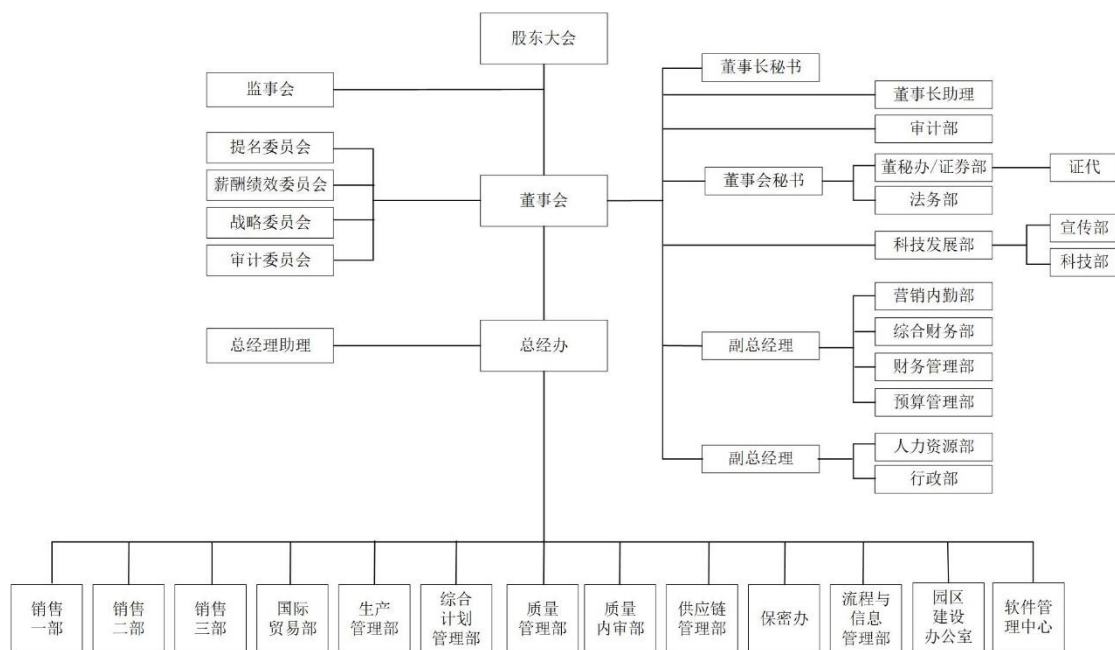 股东大会
监事会
提名委员会
薪酬绩效委员会
战略委员会
审计委员会
董事会
总经理助理
总经办
董事长秘书
董事长助理
审计部
董事会秘书
董秘办/证券部
证代
法务部
科技发展部
宣传部
科技部
副总经理
营销内勤部
综合财务部
财务管理部
预算管理部
副总经理
人力资源部
行政部
销售
一部
销售
二部
销售
三部
国际
贸易部
生产
管理部
综合
计划
管理部
质量
管理部
质量
内审部
供应链
管理部
保密办
流程与
信息
管理部
园区
建设
办公室
软件管
理中心